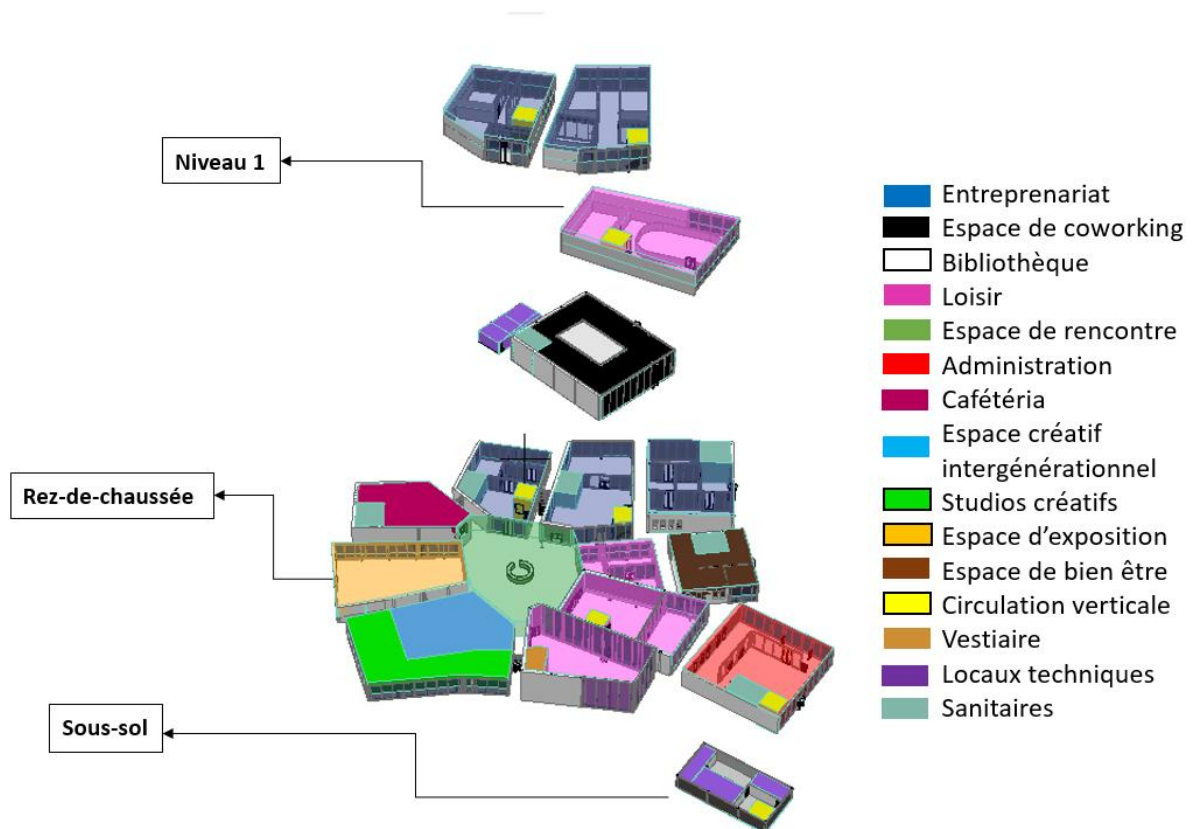 Niveau 1
Rez-de-chaussée
Sous-sol
Entreprenariat
Espace de coworking
Bibliothèque
Loisir
Espace de rencontre
Administration
Cafétéria
Espace créatif
intergénérationnel
Studios créatifs
Espace d’exposition
Espace de bien être
Circulation verticale
Vestiaire
Locaux techniques
Sanitaires